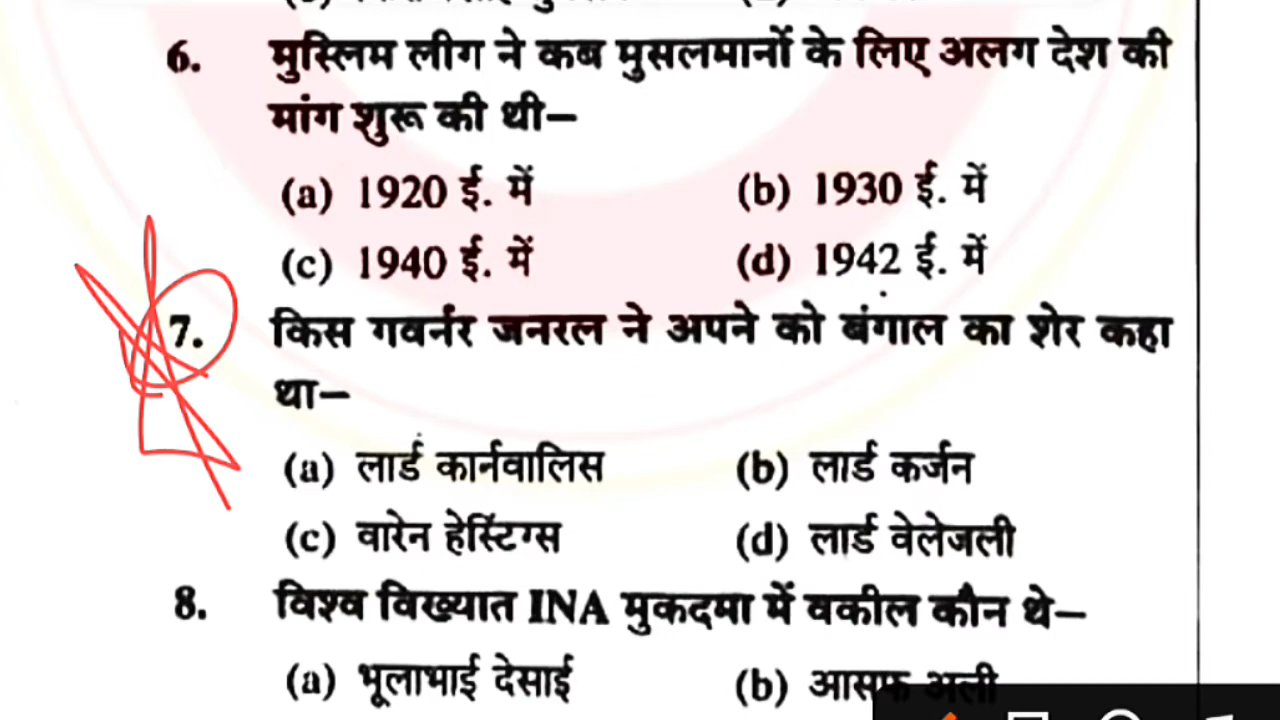 6. मुस्लिम लीग ने कब मुसलमानों के लिए अलग देश की
मांग शुरू की थी–
(a) 1920 ई. में (b) 1930 ई. में
(c) 1940 ई. में (d) 1942 ई. में
7. किस गवर्नर जनरल ने अपने को बंगाल का शेर कहा
था–
(a) लार्ड कार्नवालिस (b) लार्ड कर्जन
(c) वारेन हेस्टिंग्स (d) लार्ड वेलेजली
8. विश्व विख्यात INA मुकदमा में वकील कौन थे–
(a) भूलाभाई देसाई (b) आसफ अली